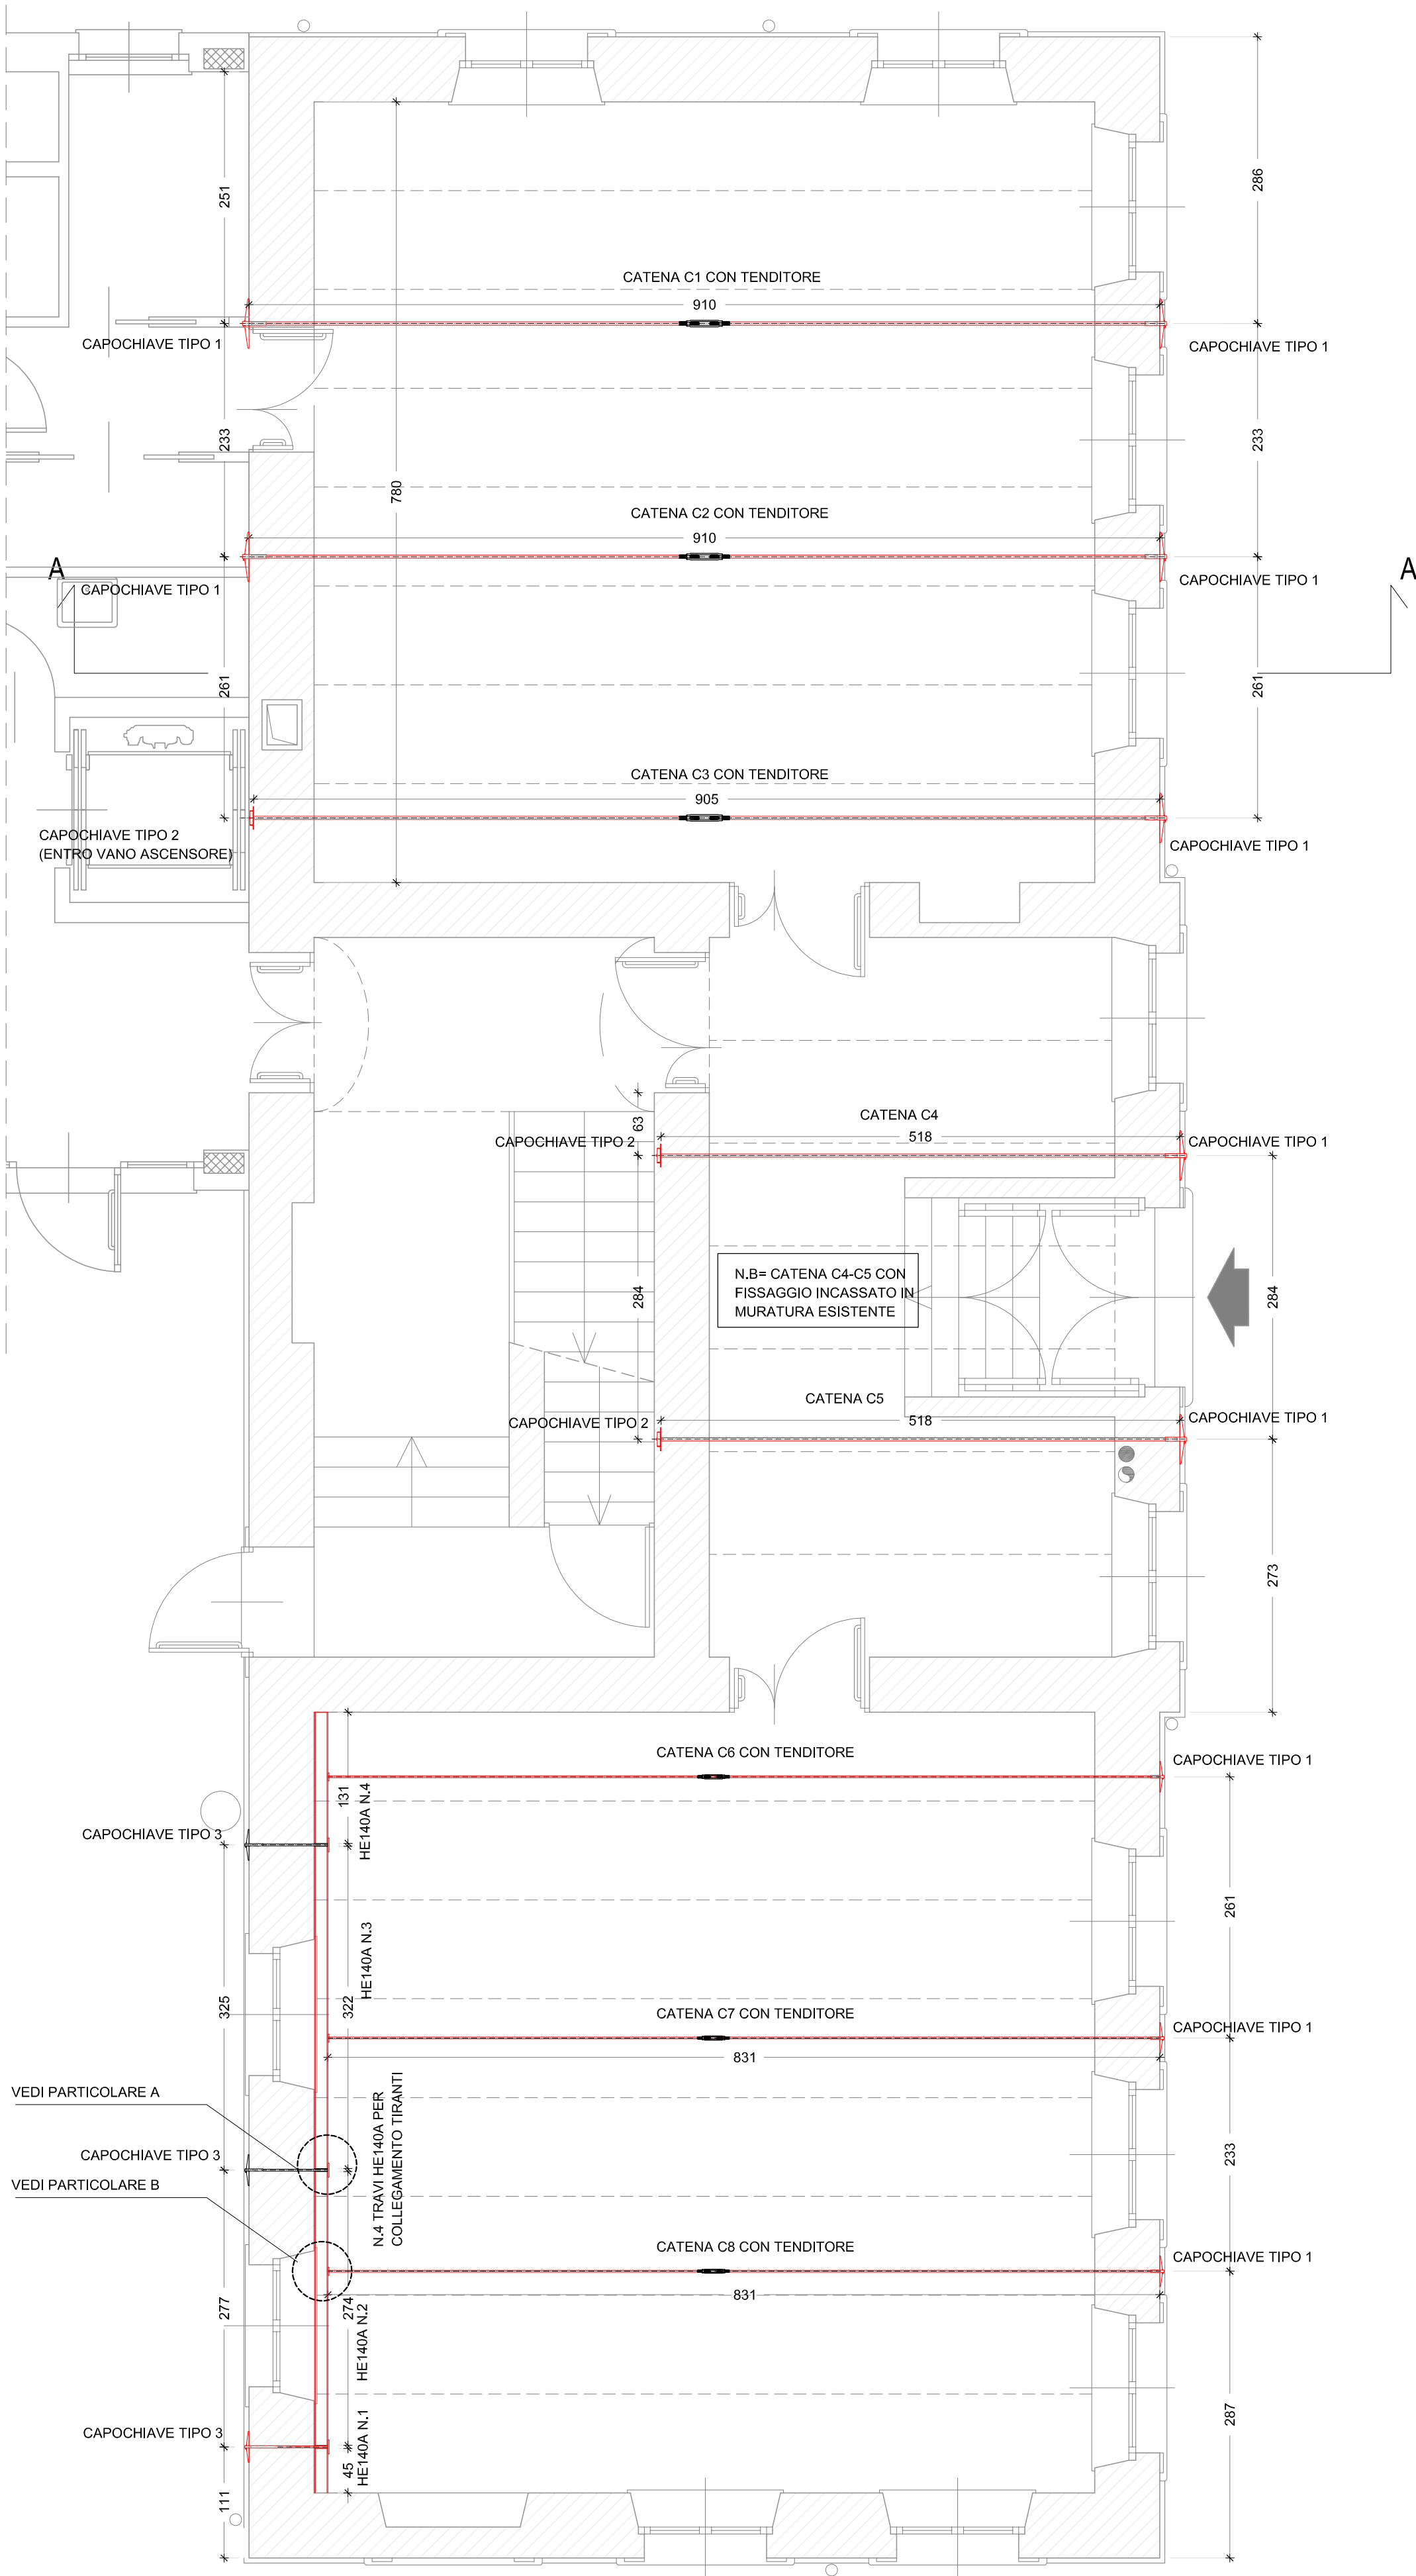 251
286
CATENA C1 CON TENDITORE
910
CAPOCHIAVE TIPO 1
CAPOCHIAVE TIPO 1
233
233
780
CATENA C2 CON TENDITORE
910
A
A
CAPOCHIAVE TIPO 1
CAPOCHIAVE TIPO 1
261
261
CATENA C3 CON TENDITORE
905
CAPOCHIAVE TIPO 2
(ENTRO VANO ASCENSORE)
CAPOCHIAVE TIPO 1
63
CATENA C4
518
CAPOCHIAVE TIPO 2
CAPOCHIAVE TIPO 1
N.B= CATENA C4-C5 CON
FISSAGGIO INCASSATO IN
MURATURA ESISTENTE
284
284
CATENA C5
518
CAPOCHIAVE TIPO 2
CAPOCHIAVE TIPO 1
273
CATENA C6 CON TENDITORE
CAPOCHIAVE TIPO 1
131
HE140A N.4
CAPOCHIAVE TIPO 3
261
HE140A N.3
325
322
CATENA C7 CON TENDITORE
CAPOCHIAVE TIPO 1
831
VEDI PARTICOLARE A
N.4 TRAVI HE140A PER
COLLEGAMENTO TIRANTI
CAPOCHIAVE TIPO 3
233
VEDI PARTICOLARE B
CATENA C8 CON TENDITORE
CAPOCHIAVE TIPO 1
831
277
274
HE140A N.2
287
CAPOCHIAVE TIPO 3
45
HE140A N.1
111